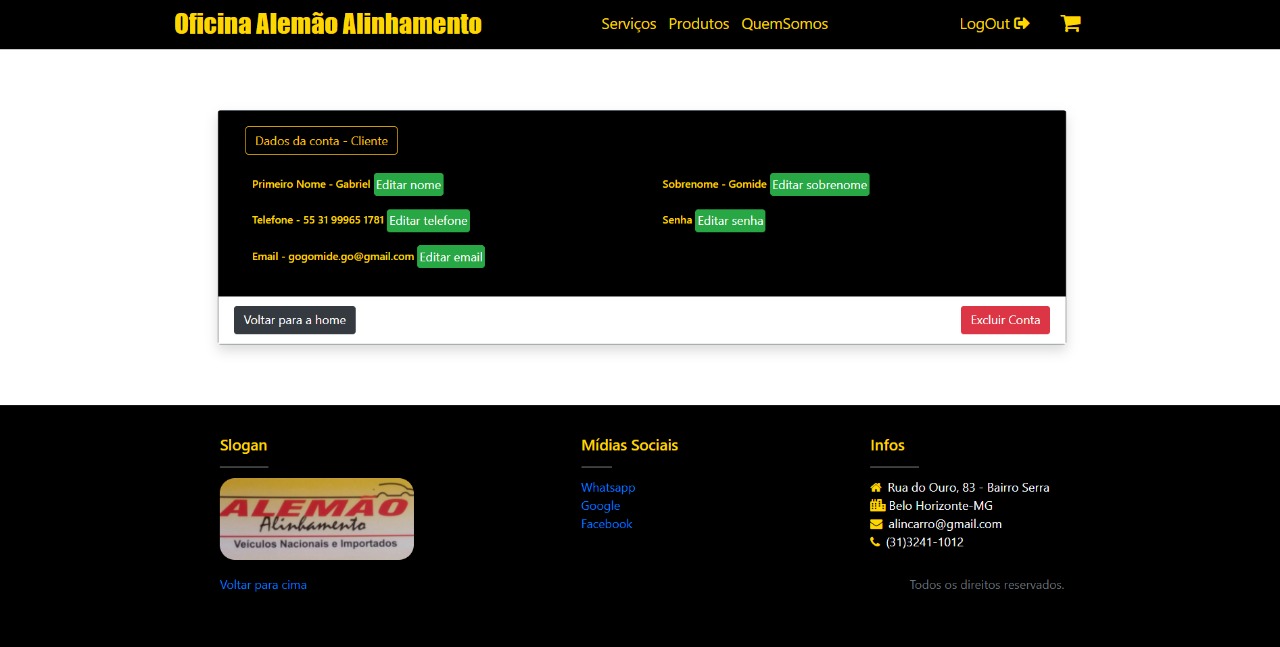 Oficina Alemão Alinhamento Serviços Produtos QuemSomos LogOut
Dados da conta - Cliente
Primeiro Nome - Gabriel Editar nome
Sobrenome - Gomide Editar sobrenome
Telefone - 55 31 99965 1781 Editar telefone
Senha Editar senha
Email - gogomide.go@gmail.com Editar email
Voltar para a home
Excluir Conta
Slogan
ALEMÃO
Alinhamento
Veículos Nacionais e Importados
Voltar para cima
Mídias Sociais
Whatsapp
Google
Facebook
Infos
Rua do Ouro, 83 - Bairro Serra
Belo Horizonte-MG
alincarro@gmail.com
(31)3241-1012
Todos os direitos reservados.